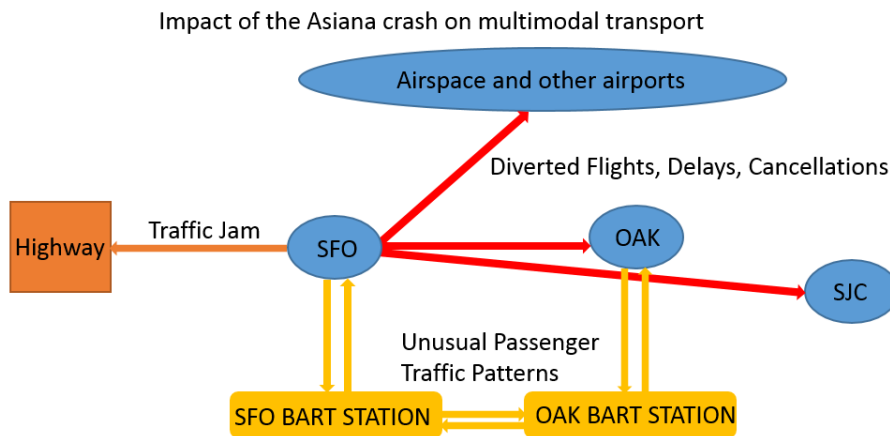 Impact of the Asiana crash on multimodal transport
Airspace and other airports
Diverted Flights, Delays, Cancellations
Traffic Jam
Highway
SFO
OAK
SJC
Unusual Passenger
Traffic Patterns
SFO BART STATION
OAK BART STATION